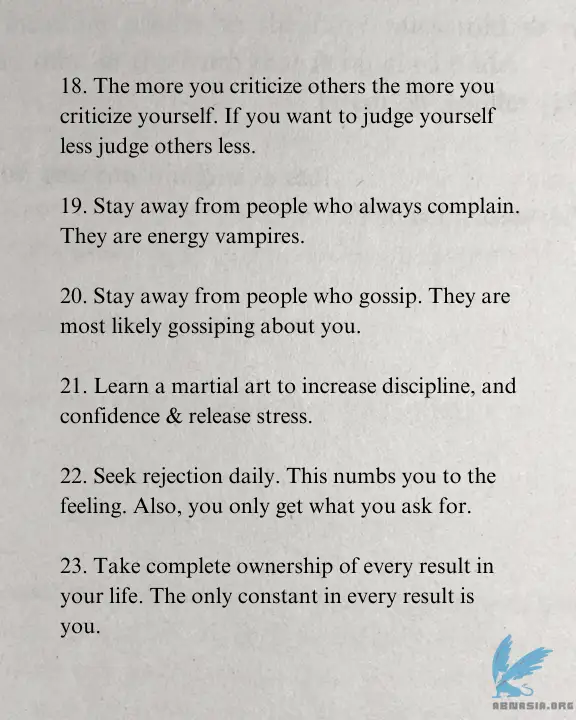 18. The more you criticize others the more you
criticize yourself. If you want to judge yourself
less judge others less.
19. Stay away from people who always complain.
They are energy vampires.
20. Stay away from people who gossip. They are
most likely gossiping about you.
21. Learn a martial art to increase discipline, and
confidence & release stress.
22. Seek rejection daily. This numbs you to the
feeling. Also, you only get what you ask for.
23. Take complete ownership of every result in
your life. The only constant in every result is
you.
ABNASIA.ORG